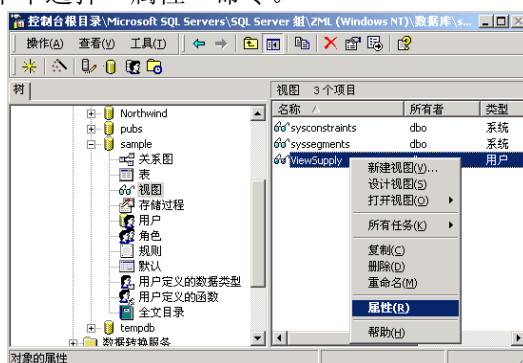 控制台根目录\Microsoft SQL Servers\SQL Server 组\ZML (Windows NT)\数据库\s...
操作(A) 查看(V) 工具(T)
树
视图 3个项目
名称 所有者 类型
Northwind
pubs
sample
关系图
表
视图
存储过程
用户
角色
规则
默认
用户定义的数据类型
用户定义的函数
全文目录
tempdb
数据转换服务
sysconstraints dbo 系统
syssegments dbo 系统
ViewSupply 用户
新建视图(V)...
设计视图(S)
打开视图(O)
所有任务(K)
复制(C)
删除(D)
重命名(M)
属性(R)
帮助(H)
对象的属性